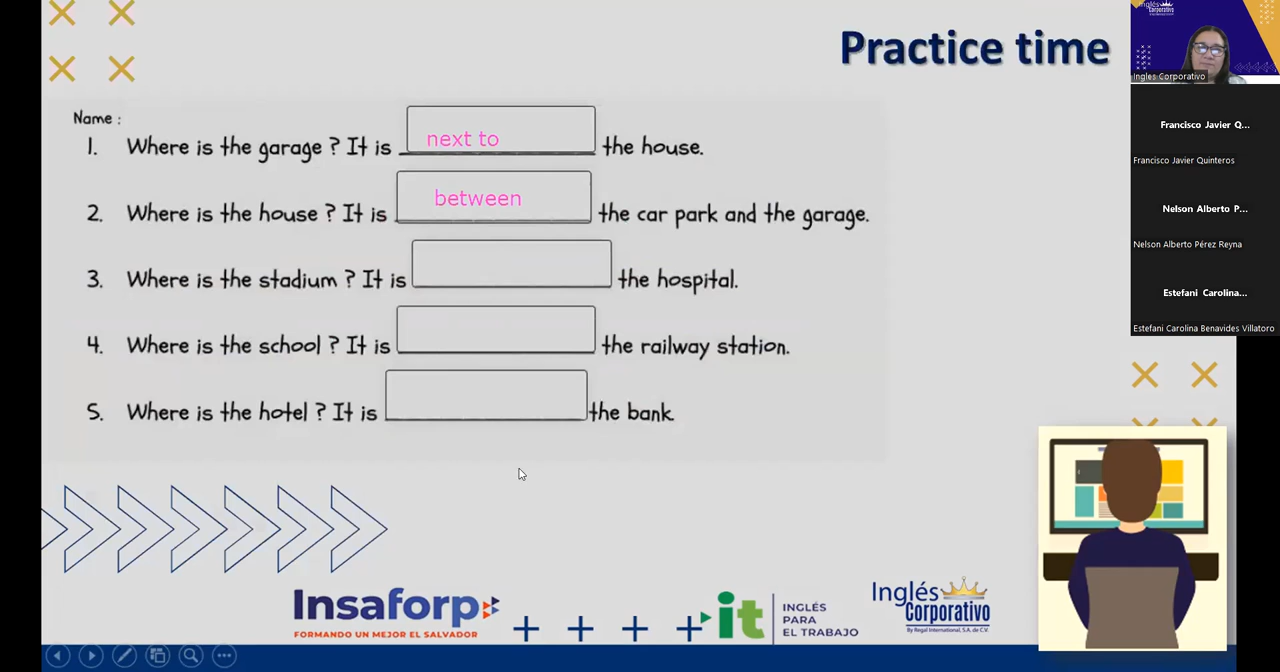 Practice time
Name :
1. Where is the garage ? It is next to the house.
2. Where is the house ? It is between the car park and the garage.
3. Where is the stadium ? It is the hospital.
4. Where is the school ? It is the railway station.
5. Where is the hotel ? It is the bank.
Insaforp
FORMANDO UN MEJOR EL SALVADOR
it
INGLÉS
PARA
EL TRABAJO
Inglés
Corporativo
By Regal International, S.A. de C.V.
Inglés
Corporativo
Ingles Corporativo
Francisco Javier Q...
Francisco Javier Quinteros
Nelson Alberto P...
Nelson Alberto Pérez Reyna
Estefani Carolina...
Estefani Carolina Benavides Villatoro